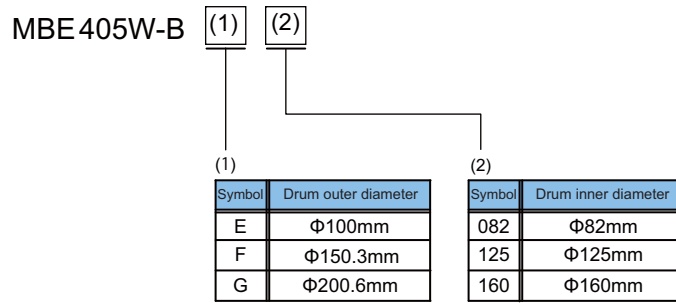 MBE405W-B (1) (2)
(1)
Symbol Drum outer diameter
E Φ100mm
F Φ150.3mm
G Φ200.6mm
(2)
Symbol Drum inner diameter
082 Φ82mm
125 Φ125mm
160 Φ160mm